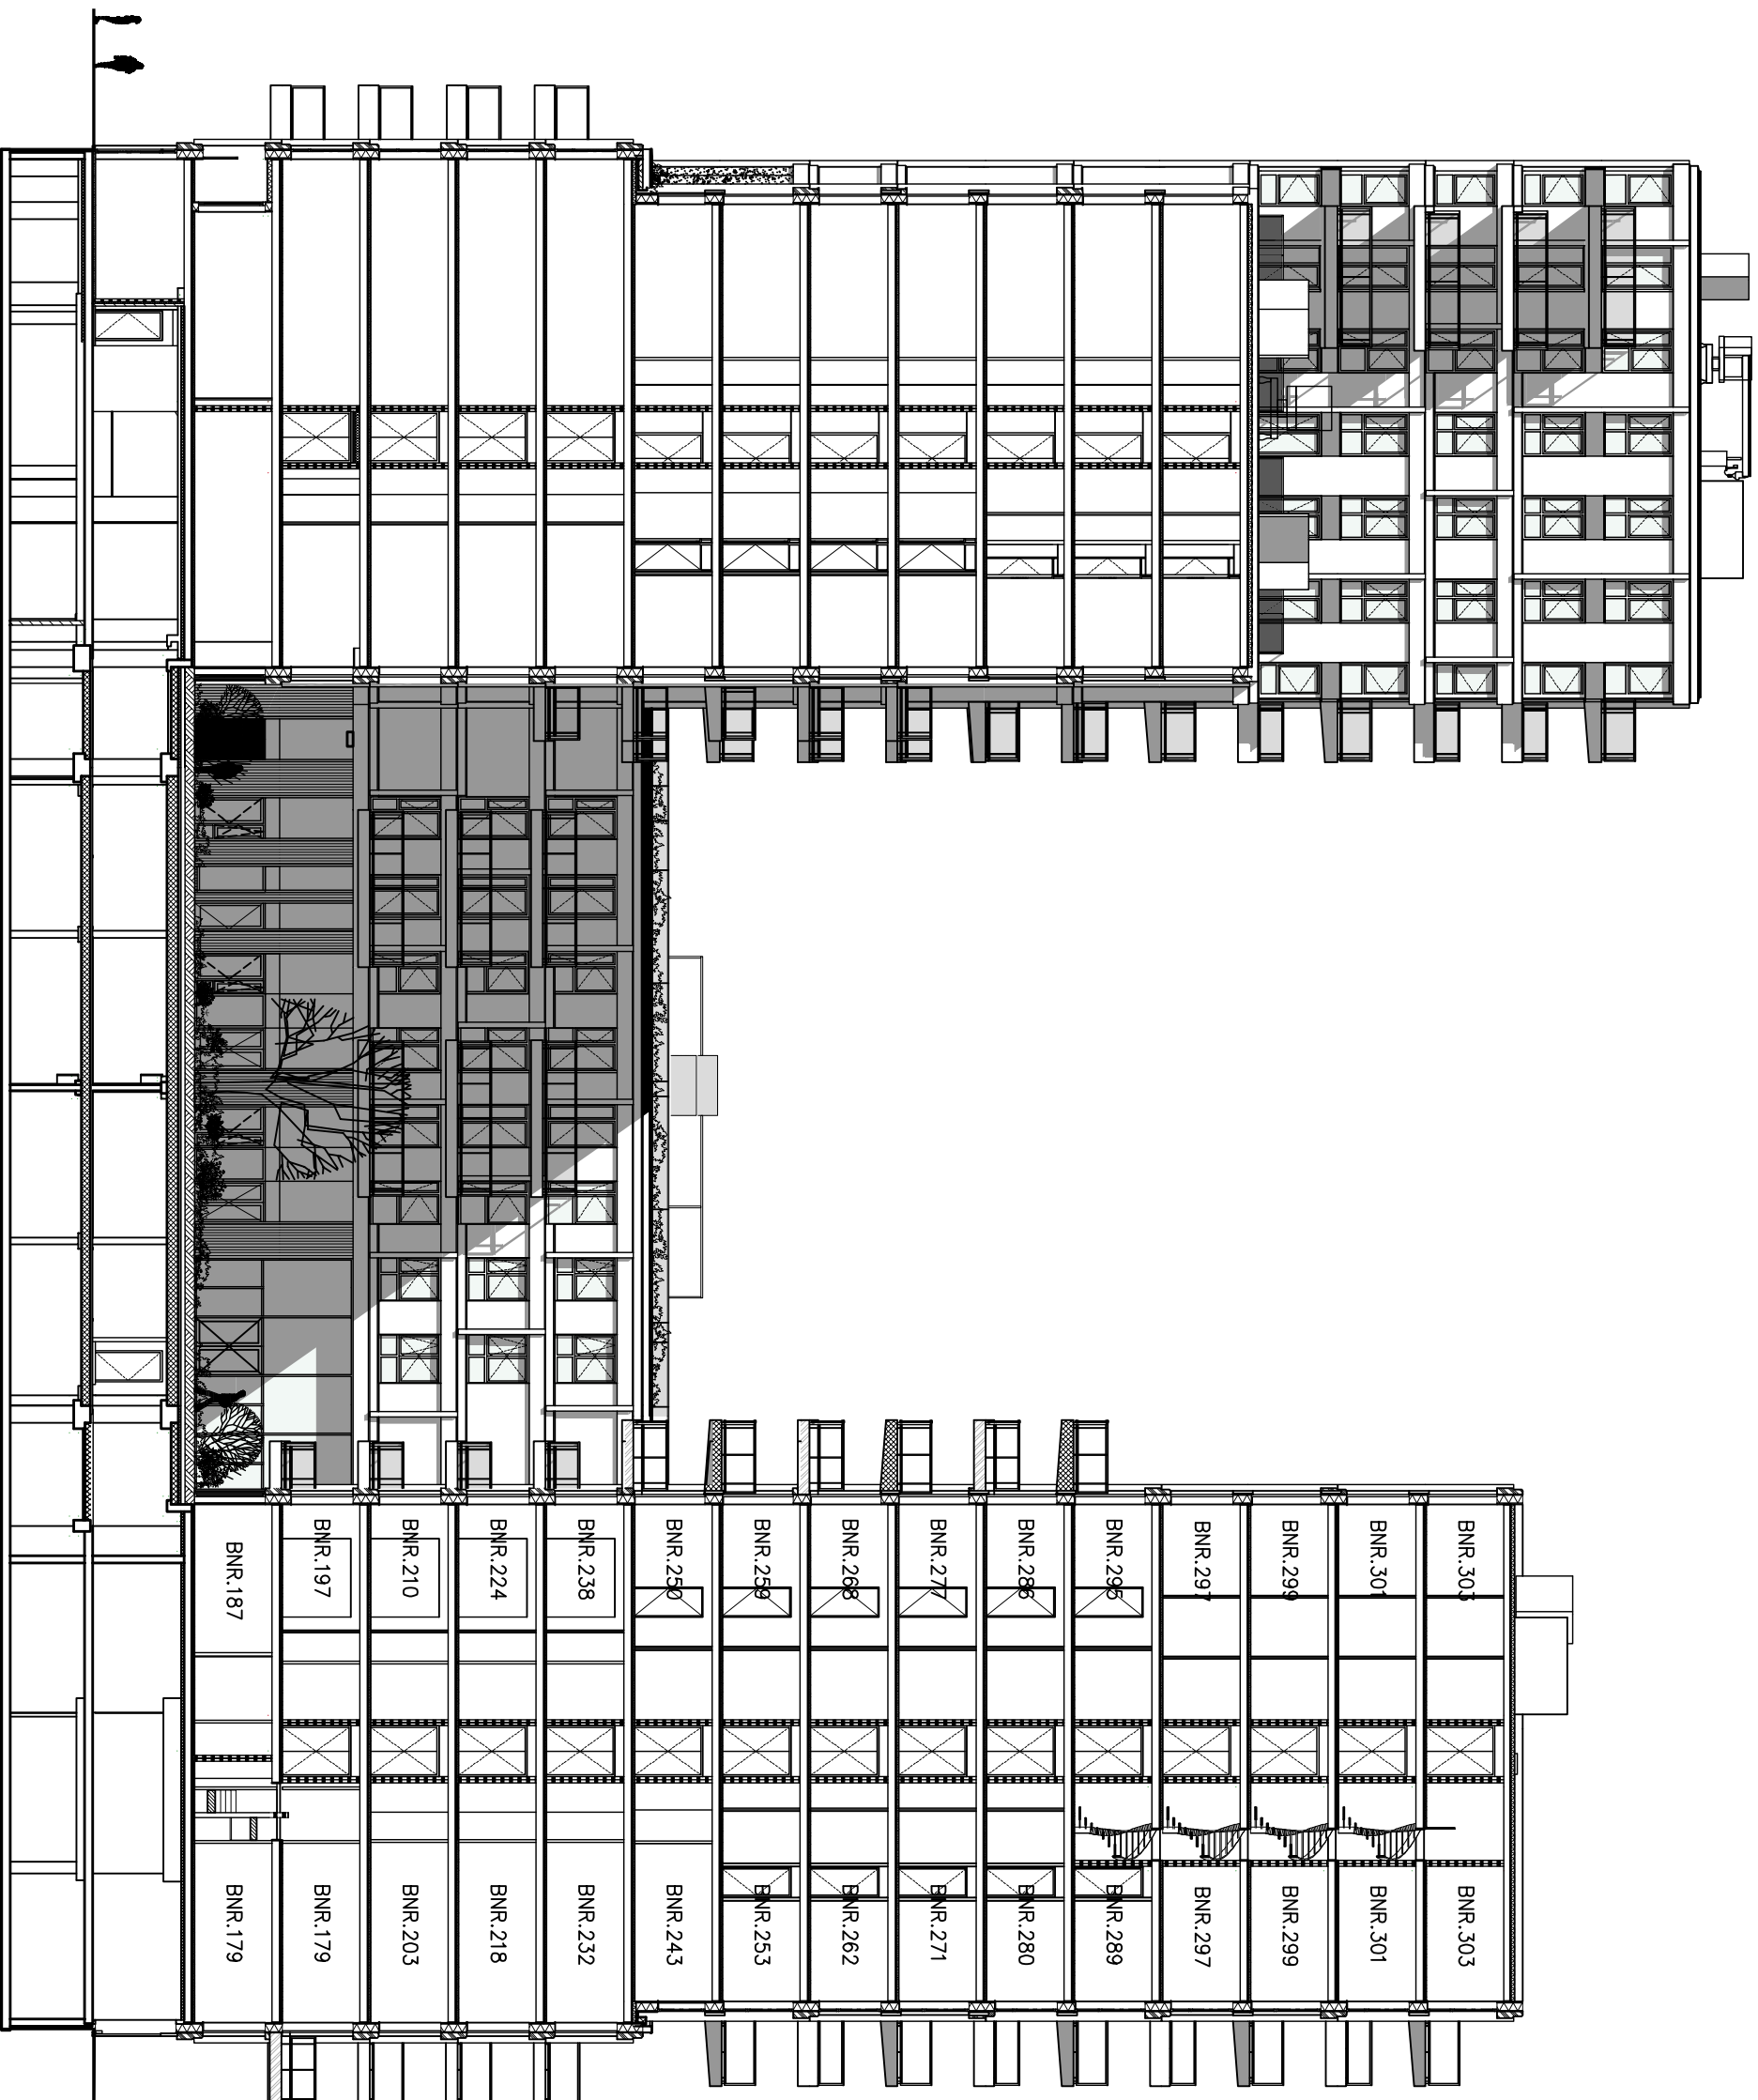 BNR.303 BNR.303
BNR.301 BNR.301
BNR.299 BNR.299
BNR.297 BNR.297
BNR.295 BNR.289
BNR.286 BNR.280
BNR.277 BNR.271
BNR.268 BNR.262
BNR.259 BNR.253
BNR.250 BNR.243
BNR.238 BNR.232
BNR.224 BNR.218
BNR.210 BNR.203
BNR.197 BNR.179
BNR.187 BNR.179